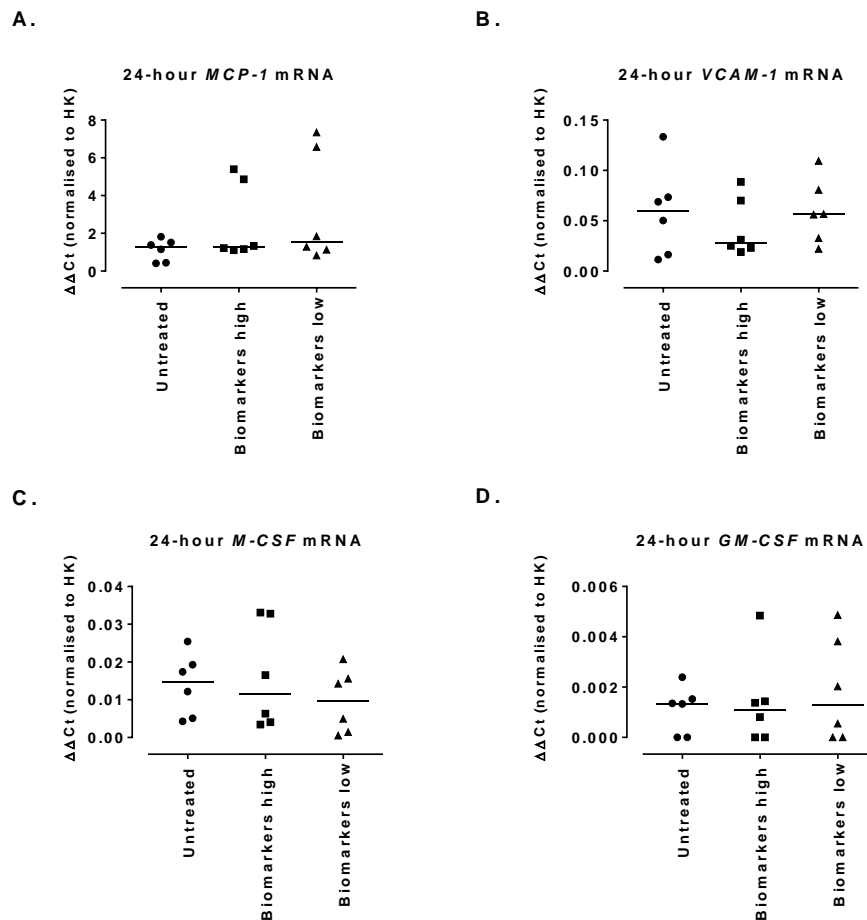 A.
24-hour MCP-1 mRNA
ΔΔCt (normalised to HK)
8
6
4
2
0
Untreated
Biomarkers high
Biomarkers low
B.
24-hour VCAM-1 mRNA
ΔΔCt (normalised to HK)
0.15
0.10
0.05
0.00
Untreated
Biomarkers high
Biomarkers low
C.
24-hour M-CSF mRNA
ΔΔCt (normalised to HK)
0.04
0.03
0.02
0.01
0.00
Untreated
Biomarkers high
Biomarkers low
D.
24-hour GM-CSF mRNA
ΔΔCt (normalised to HK)
0.006
0.004
0.002
0.000
Untreated
Biomarkers high
Biomarkers low